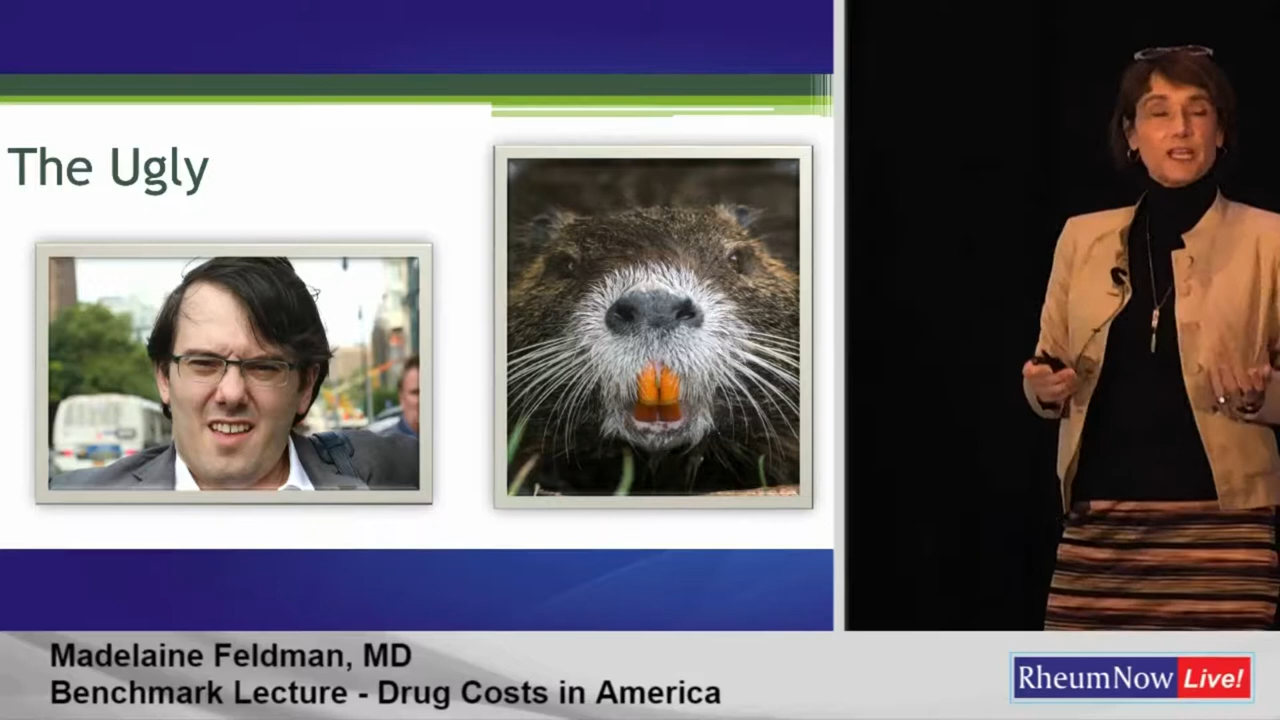 The Ugly
Madelaine Feldman, MD
Benchmark Lecture - Drug Costs in America
RheumNow Live!